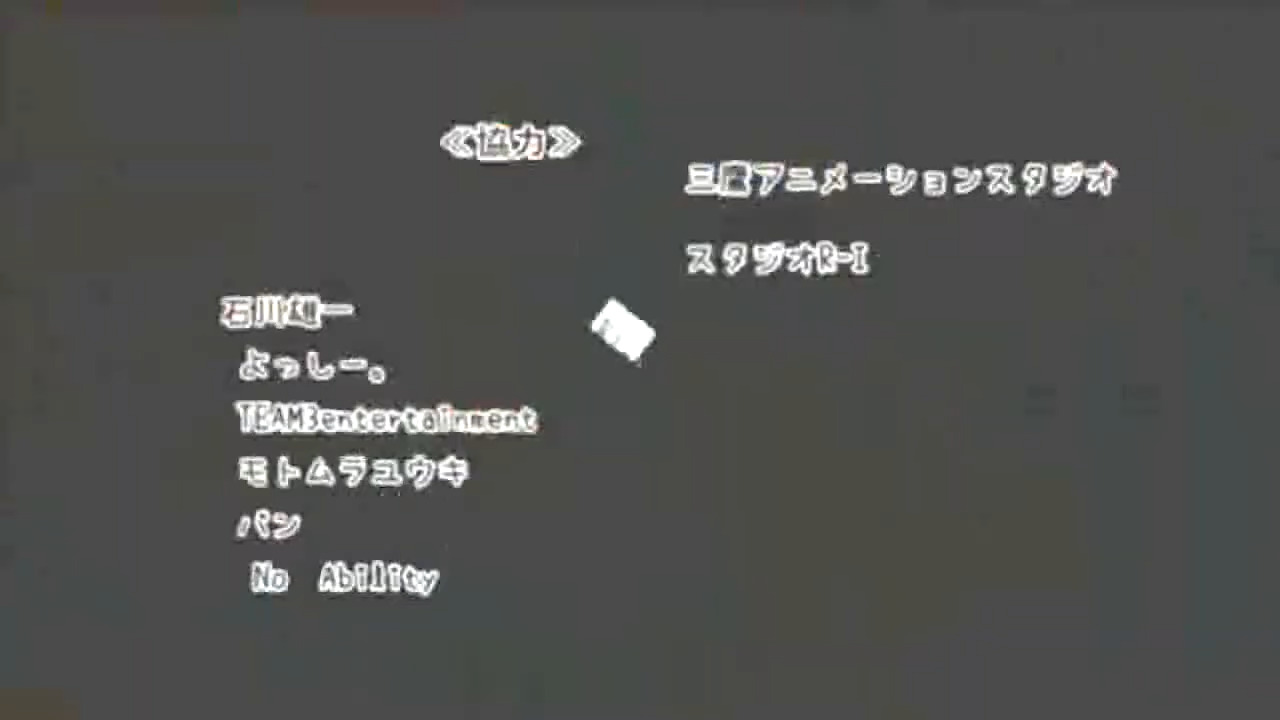 ≪協力≫
三鷹アニメーションスタジオ
スタジオR-I
石川雄一
よっしー。
TEAM3entertainment
モトムラユウキ
パン
No Ability